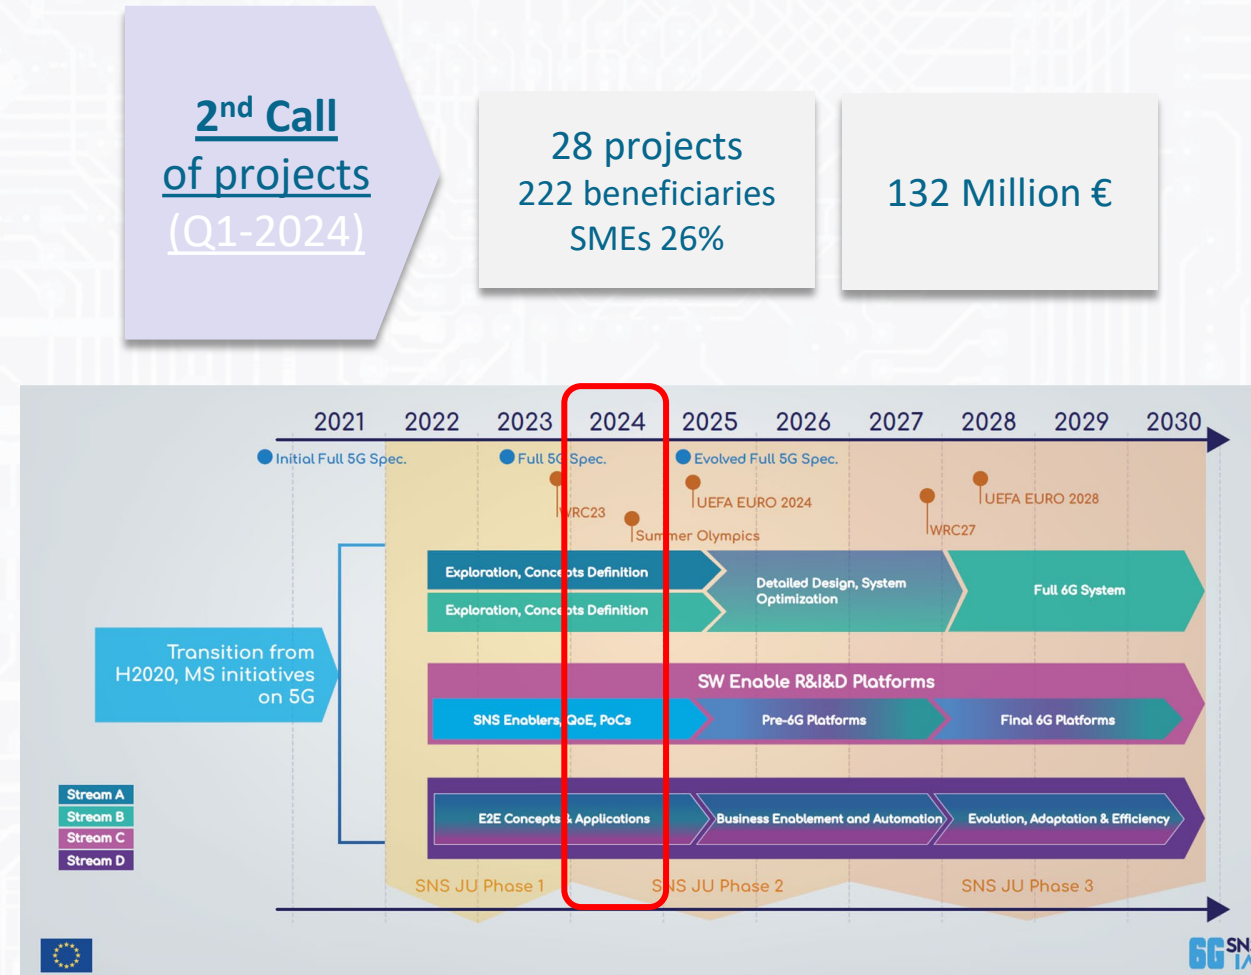 2nd Call
of projects
(Q1-2024)
28 projects
222 beneficiaries
SMEs 26%
132 Million €
2021 2022 2023 2024 2025 2026 2027 2028 2029 2030
Initial Full 5G Spec.
Full 5G Spec.
Evolved Full 5G Spec.
WRC23
Summer Olympics
UEFA EURO 2024
WRC27
UEFA EURO 2028
Exploration, Concepts Definition
Exploration, Concepts Definition
Detailed Design, System
Optimization
Full 6G System
Transition from
H2020, MS initiatives
on 5G
SW Enable R&I&D Platforms
SNS Enablers, QoE, PoCs
Pre-6G Platforms
Final 6G Platforms
E2E Concepts & Applications
Business Enablement and Automation
Evolution, Adaptation & Efficiency
Stream A
Stream B
Stream C
Stream D
SNS JU Phase 1
SNS JU Phase 2
SNS JU Phase 3
6G SNS